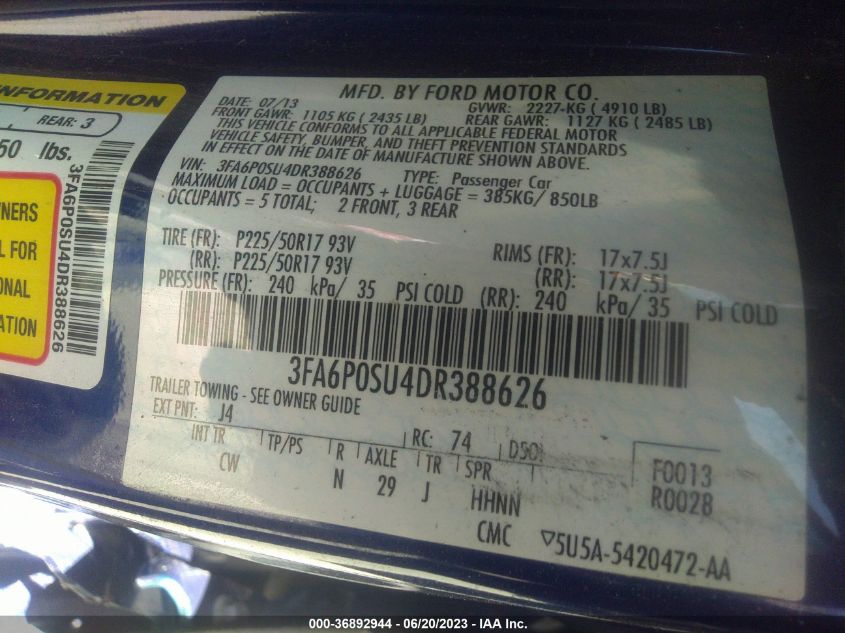 INFORMATION
REAR: 3
50 lbs.
3FA6P0SU4DR388626
WNERS
L FOR
ONAL
ATION
MFD. BY FORD MOTOR CO.
DATE: 07/13 GVWR: 2227-KG ( 4910 LB)
FRONT GAWR: 1105 KG ( 2435 LB) REAR GAWR: 1127 KG ( 2485 LB)
THIS VEHICLE CONFORMS TO ALL APPLICABLE FEDERAL MOTOR
VEHICLE SAFETY, BUMPER, AND THEFT PREVENTION STANDARDS
IN EFFECT ON THE DATE OF MANUFACTURE SHOWN ABOVE.
VIN: 3FA6P0SU4DR388626 TYPE: Passenger Car
MAXIMUM LOAD = OCCUPANTS + LUGGAGE = 385KG/ 850LB
OCCUPANTS = 5 TOTAL; 2 FRONT, 3 REAR
TIRE (FR): P225/50R17 93V RIMS (FR): 17x7.5J
(RR): P225/50R17 93V (RR): 17x7.5J
PRESSURE (FR): 240 kPa/ 35 PSI COLD (RR): 240 kPa/ 35 PSI COLD
3FA6P0SU4DR388626
TRAILER TOWING - SEE OWNER GUIDE
EXT PNT: J4 RC: 74 DSO:
INT TR TP/PS R AXLE TR SPR F0013
CW N 29 J HHNN R0028
CMC ▽5U5A-5420472-AA
000-36892944 - 06/20/2023 - IAA Inc.